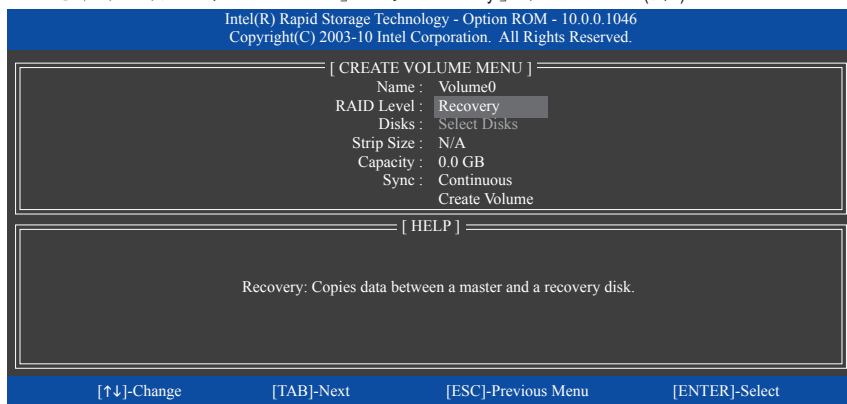 Intel(R) Rapid Storage Technology - Option ROM - 10.0.0.1046
Copyright(C) 2003-10 Intel Corporation. All Rights Reserved.
[ CREATE VOLUME MENU ]
Name : Volume0
RAID Level : Recovery
Disks : Select Disks
Strip Size : N/A
Capacity : 0.0 GB
Sync : Continuous
Create Volume
[ HELP ]
Recovery: Copies data between a master and a recovery disk.
[↑↓]-Change [TAB]-Next [ESC]-Previous Menu [ENTER]-Select